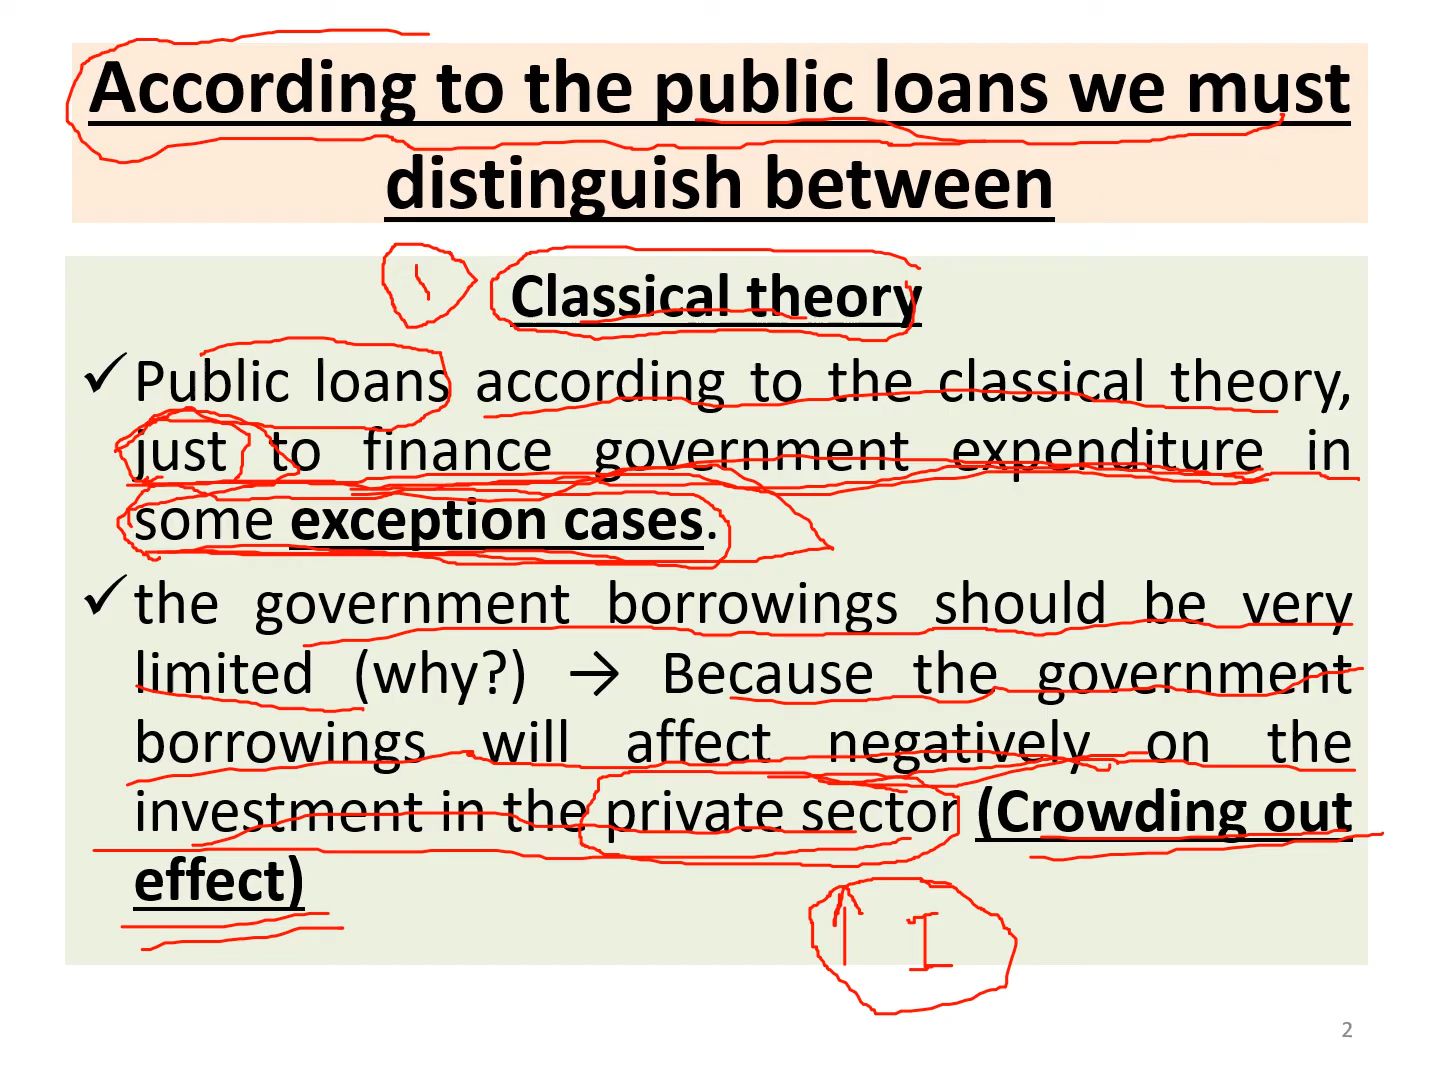 According to the public loans we must
distinguish between
١
Classical theory
✓ Public loans according to the classical theory,
just to finance government expenditure in
some exception cases.
✓ the government borrowings should be very
limited (why?) → Because the government
borrowings will affect negatively on the
investment in the private sector (Crowding out
effect)
↑ I
2